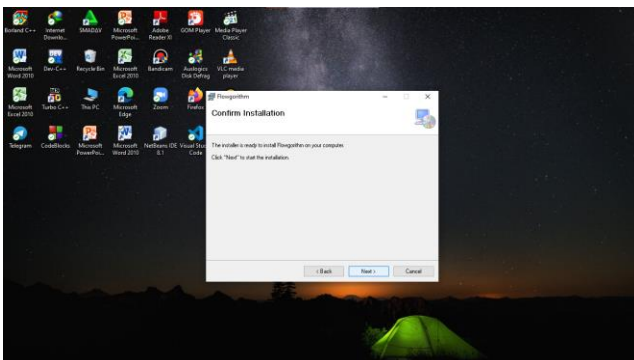 Borland C++
Internet Downlo...
SMADAV
Microsoft PowerPoi...
Adobe Reader XI
GOM Player
Media Player Classic
Microsoft Word 2010
Dev-C++
Recycle Bin
Microsoft Excel 2010
Bandicam
Auslogics Disk Defrag
VLC media player
Microsoft Excel 2010
Turbo C++
This PC
Microsoft Edge
Zoom
Firefox
Telegram
CodeBlocks
Microsoft PowerPoi...
Microsoft Word 2010
NetBeans IDE 8.1
Visual Stu
Code
Flowgorithm
Confirm Installation
The installer is ready to install Flowgorithm on your computer.
Click "Next" to start the installation.
< Back
Next >
Cancel